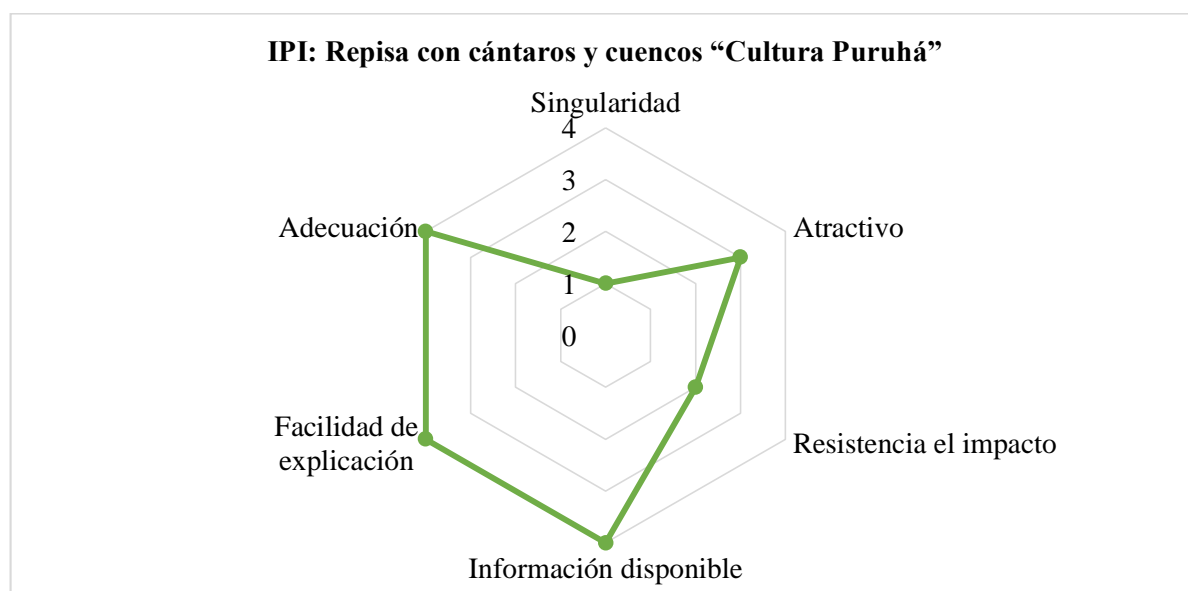 IPI: Repisa con cántaros y cuencos “Cultura Puruhá”
Singularidad
4
3
2
1
0
Atractivo
Resistencia el impacto
Información disponible
Facilidad de
explicación
Adecuación